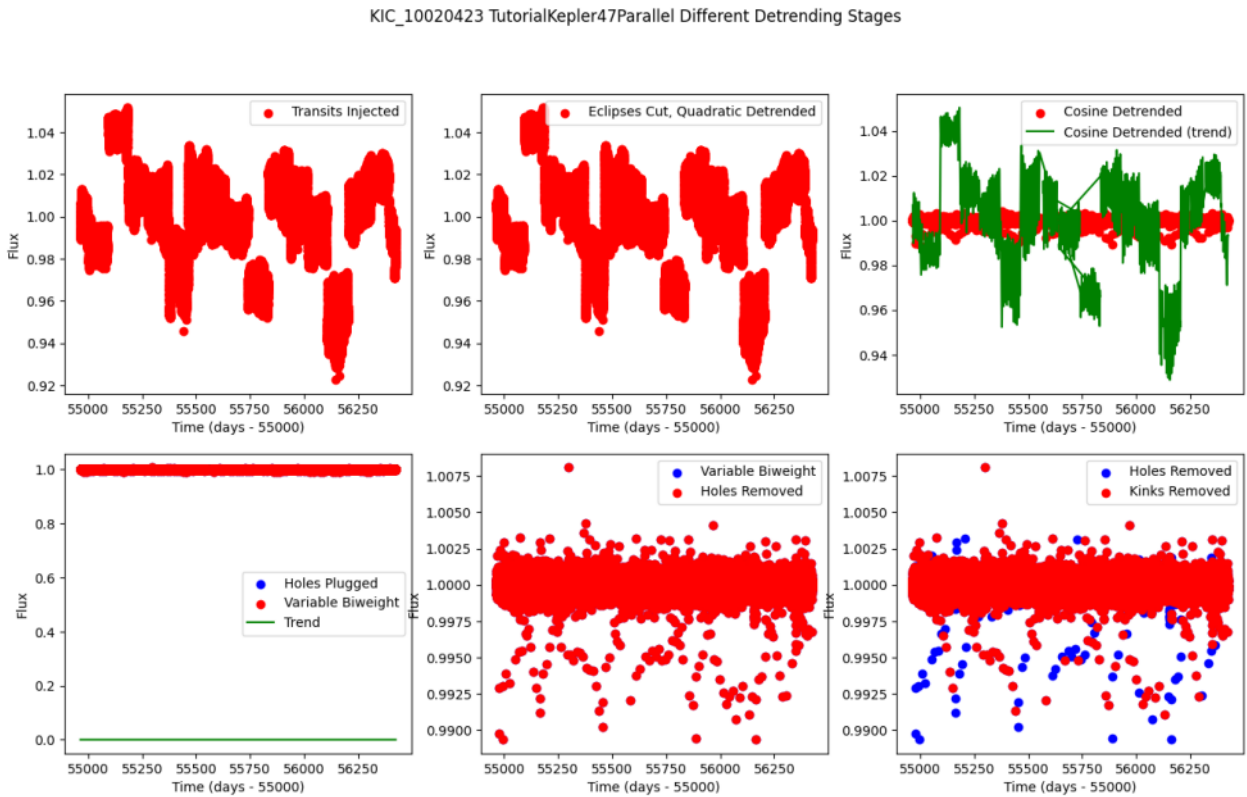 KIC_10020423 TutorialKepler47Parallel Different Detrending Stages
Transits Injected
1.04
1.02
1.00
0.98
0.96
0.94
0.92
Flux
55000 55250 55500 55750 56000 56250
Time (days - 55000)
Eclipses Cut, Quadratic Detrended
1.04
1.02
1.00
0.98
0.96
0.94
0.92
Flux
55000 55250 55500 55750 56000 56250
Time (days - 55000)
Cosine Detrended
Cosine Detrended (trend)
1.04
1.02
1.00
0.98
0.96
0.94
Flux
55000 55250 55500 55750 56000 56250
Time (days - 55000)
1.0
0.8
0.6
0.4
0.2
0.0
Flux
Holes Plugged
Variable Biweight
Trend
55000 55250 55500 55750 56000 56250
Time (days - 55000)
Variable Biweight
Holes Removed
1.0075
1.0050
1.0025
1.0000
0.9975
0.9950
0.9925
0.9900
Flux
55000 55250 55500 55750 56000 56250
Time (days - 55000)
Holes Removed
Kinks Removed
1.0075
1.0050
1.0025
1.0000
0.9975
0.9950
0.9925
0.9900
Flux
55000 55250 55500 55750 56000 56250
Time (days - 55000)